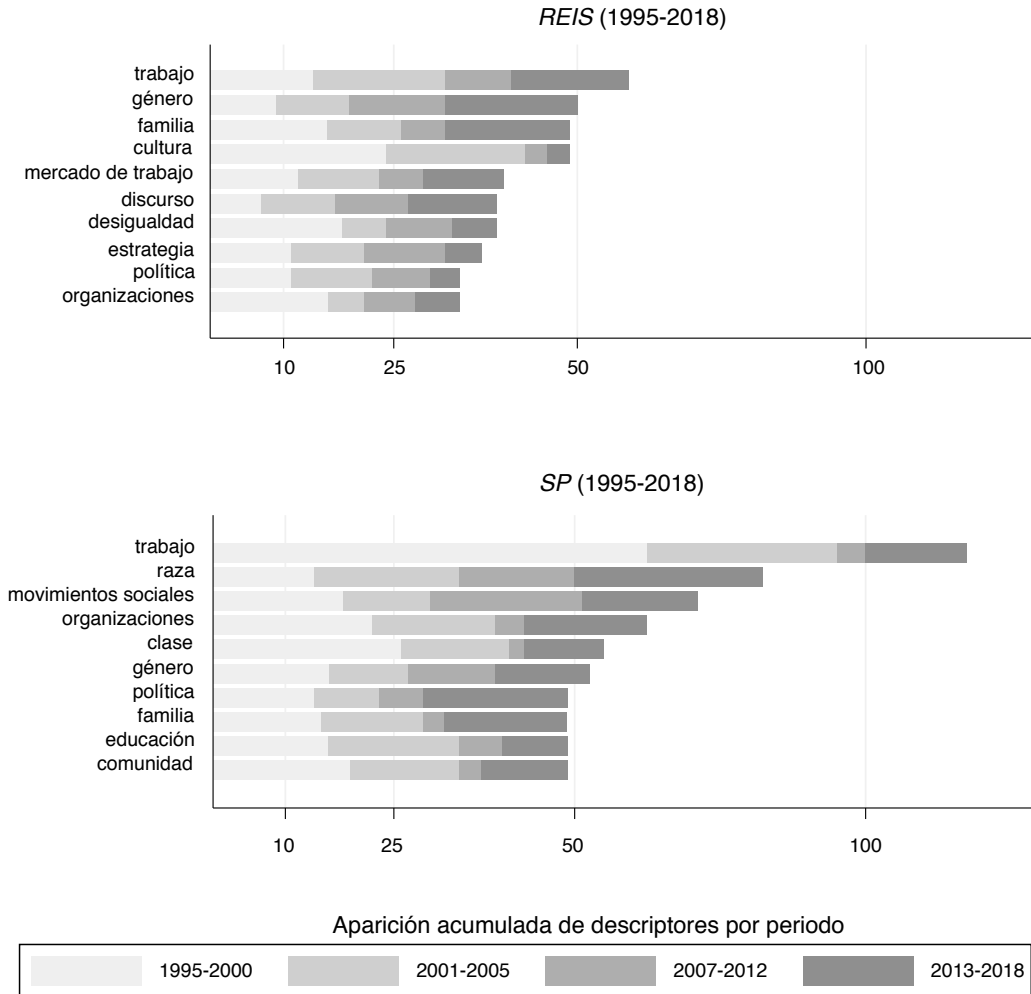 REIS (1995-2018)
trabajo
género
familia
cultura
mercado de trabajo
discurso
desigualdad
estrategia
política
organizaciones
10 25 50 100
SP (1995-2018)
trabajo
raza
movimientos sociales
organizaciones
clase
género
política
familia
educación
comunidad
10 25 50 100
Aparición acumulada de descriptores por periodo
1995-2000 2001-2005 2007-2012 2013-2018